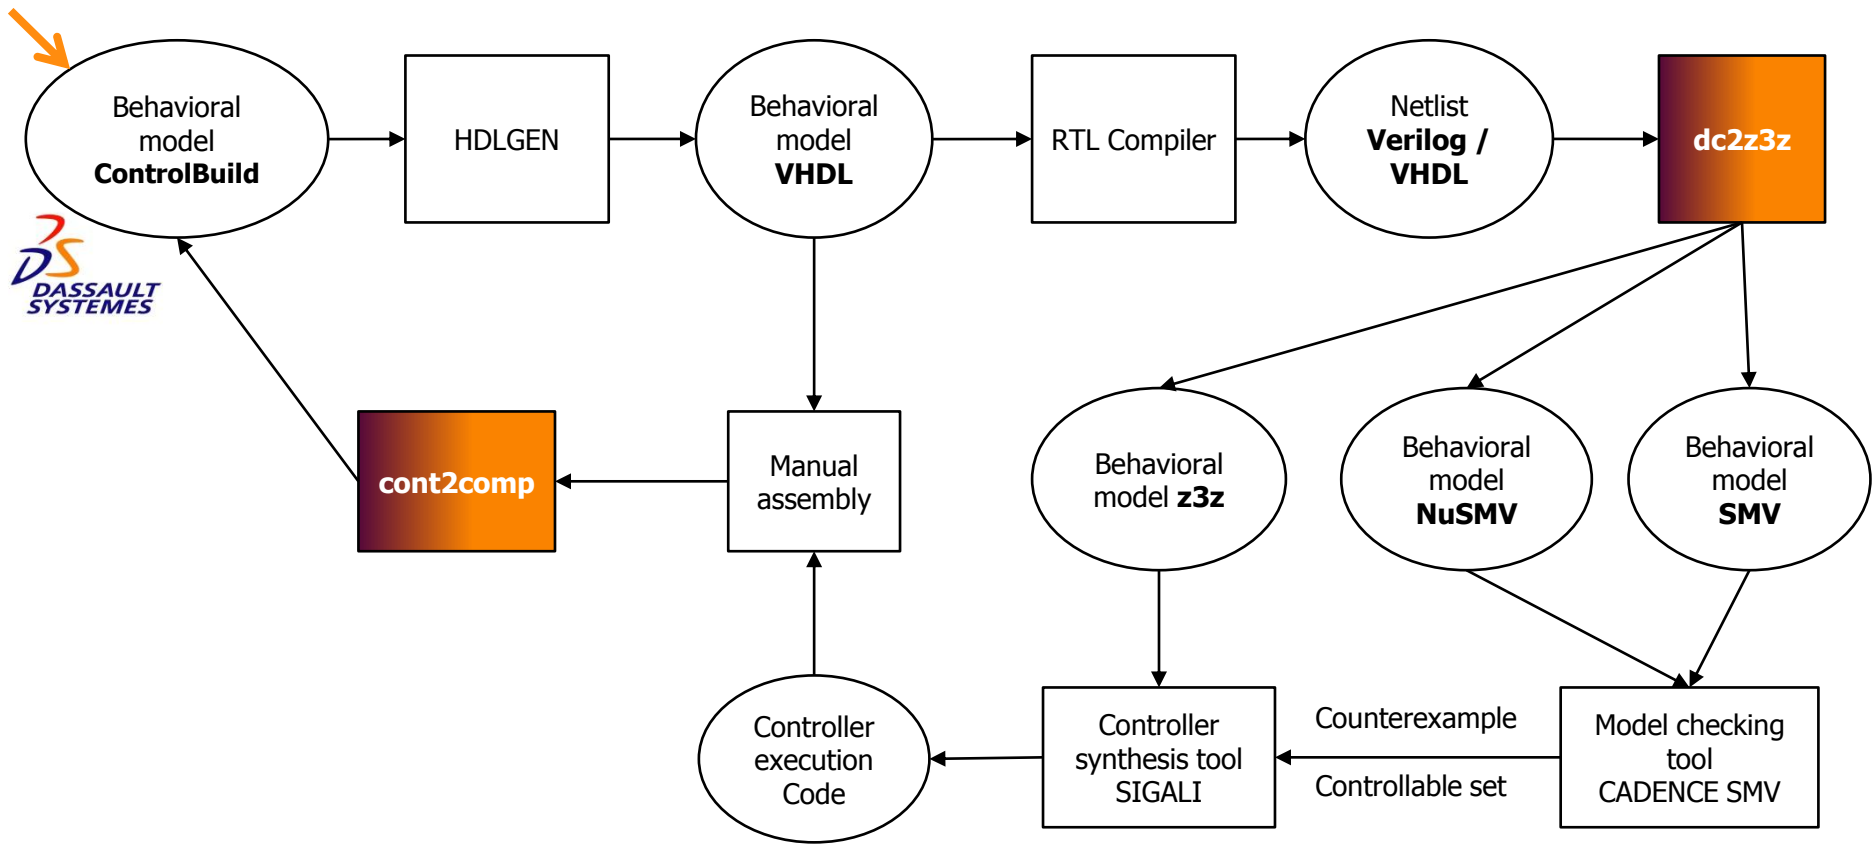 Behavioral
model
ControlBuild
HDLGEN
Behavioral
model
VHDL
RTL Compiler
Netlist
Verilog /
VHDL
dc2z3z
DS
DASSAULT
SYSTEMES
cont2comp
Manual
assembly
Behavioral
model z3z
Behavioral
model
NuSMV
Behavioral
model
SMV
Controller
execution
Code
Controller
synthesis tool
SIGALI
Counterexample
Controllable set
Model checking
tool
CADENCE SMV